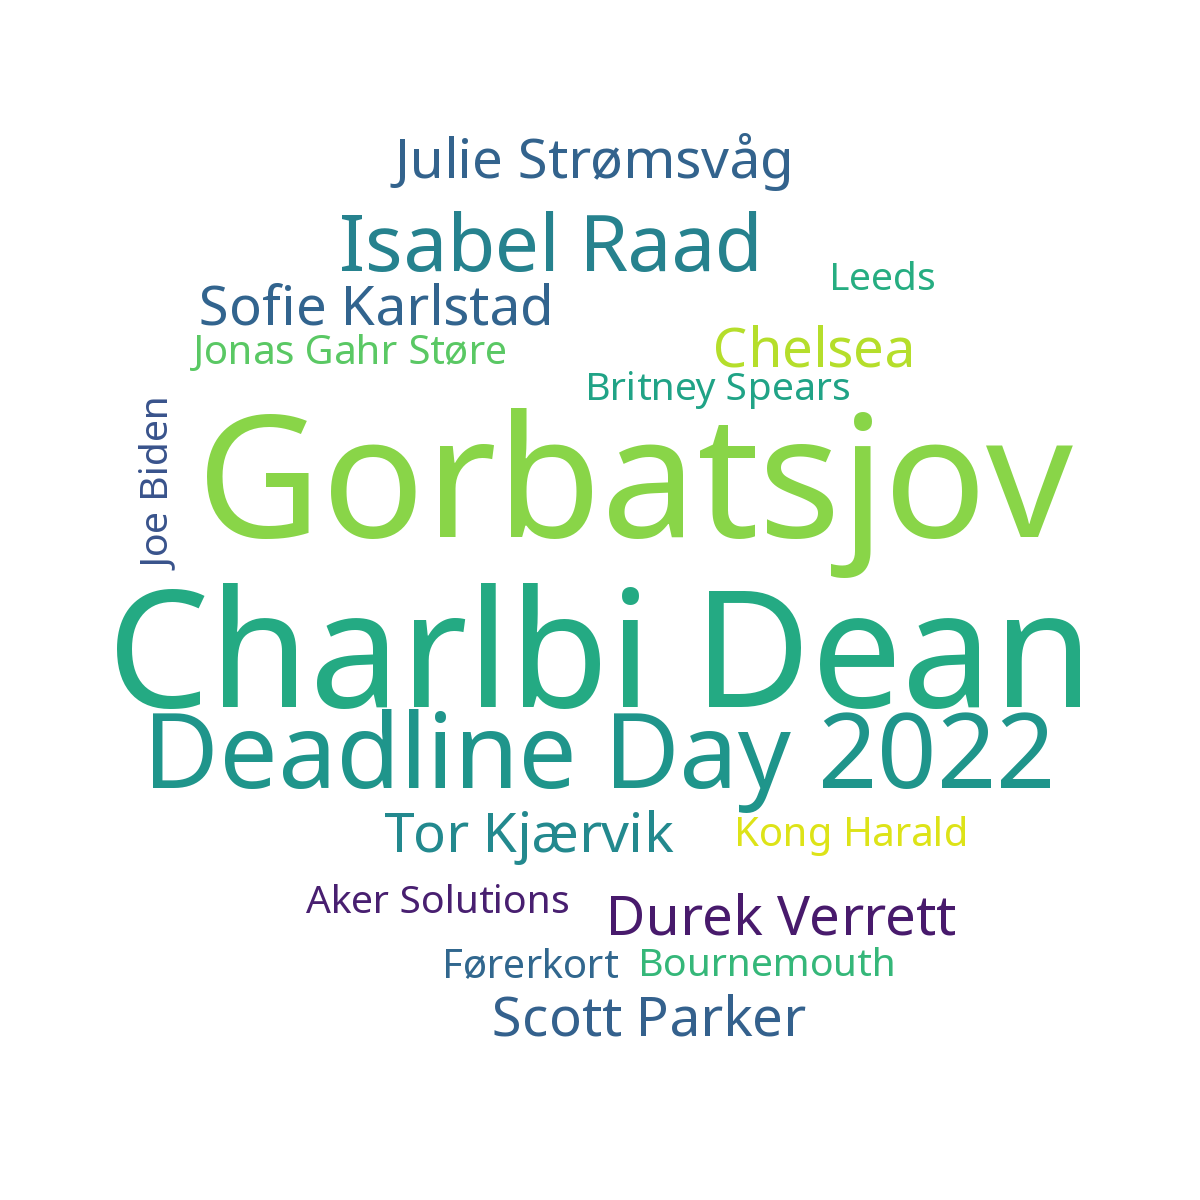 Julie Strømsvåg
Isabel Raad
Leeds
Sofie Karlstad
Jonas Gahr Støre
Chelsea
Britney Spears
Joe Biden
Gorbatsjov
Charlbi Dean
Deadline Day 2022
Tor Kjærvik
Kong Harald
Aker Solutions
Durek Verrett
Førerkort
Bournemouth
Scott Parker